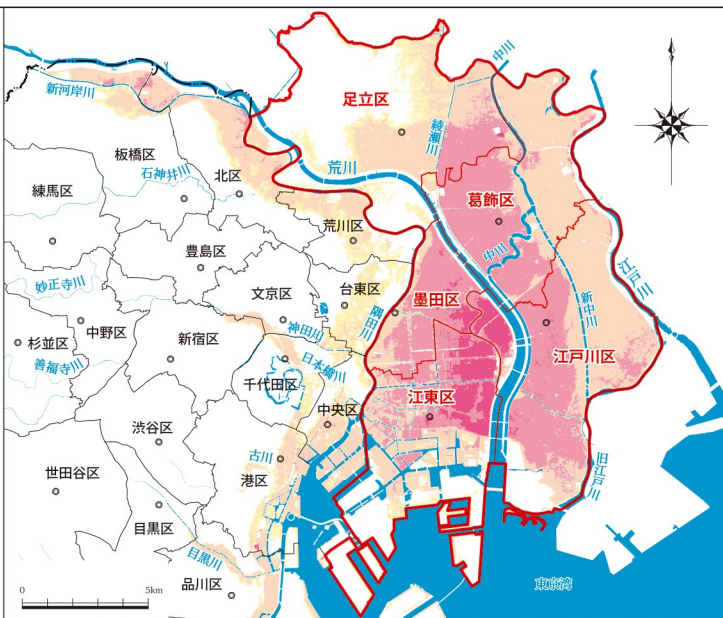 中川
新河岸川
足立区
綾瀬川
板橋区
荒川
石神井川
北区
練馬区
葛飾区
荒川区
豊島区
中川
江戸川
妙正寺川
文京区
台東区
墨田区
隅田川
新中川
中野区
新宿区
神田川
杉並区
日本橋川
江戸川区
善福寺川
千代田区
江東区
中央区
渋谷区
古川
世田谷区
港区
旧江戸川
目黒区
目黒川
品川区
東京湾
0 5km